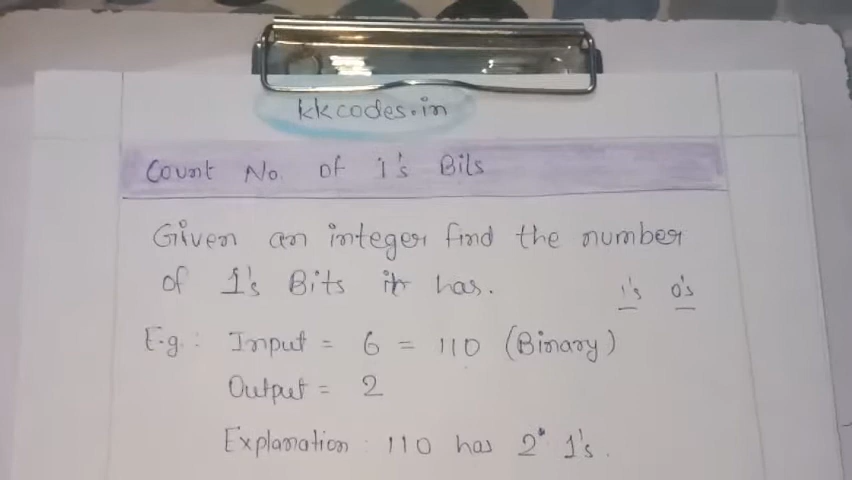 kkcodes.in
Count No. of 1's Bits
Given an integer find the number
of 1's Bits it has.
1's 0's
E.g.: Input = 6 = 110 (Binary)
Output = 2
Explanation: 110 has 2 1's.